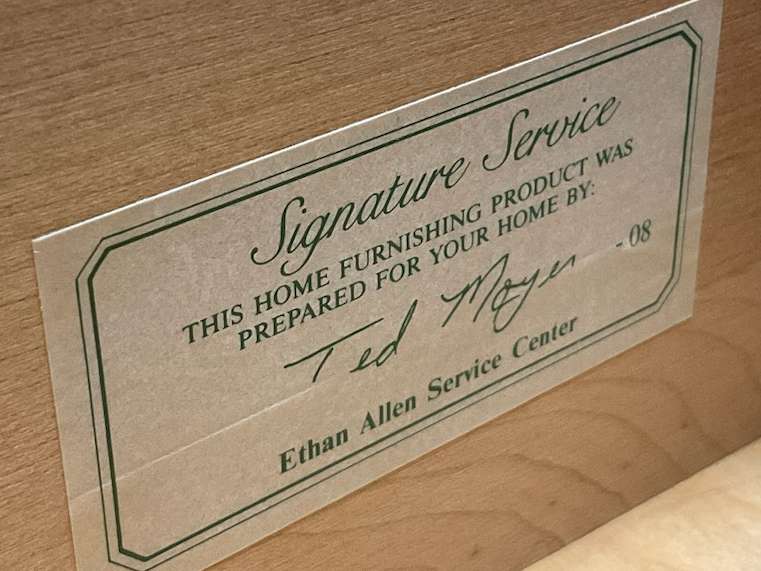 Signature Service
THIS HOME FURNISHING PRODUCT WAS
PREPARED FOR YOUR HOME BY:
Ted Moyer - 08
Ethan Allen Service Center